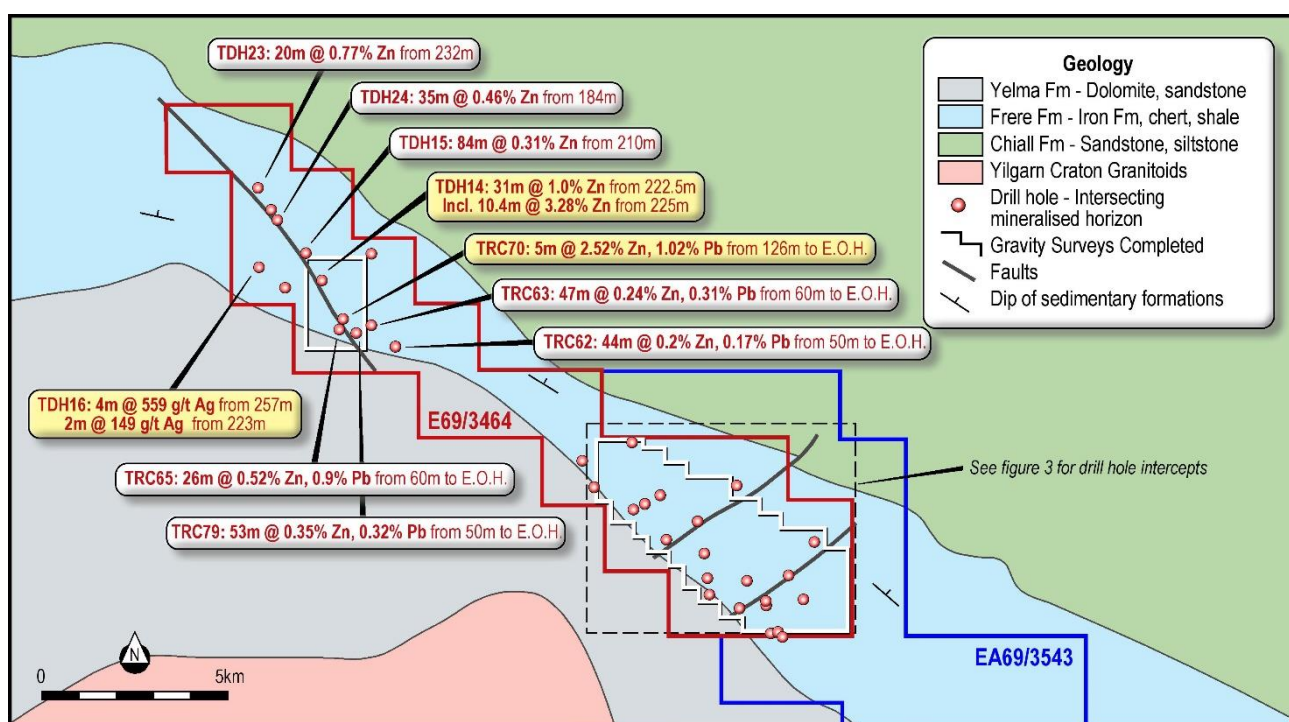 TDH23: 20m @ 0.77% Zn from 232m
TDH24: 35m @ 0.46% Zn from 184m
TDH15: 84m @ 0.31% Zn from 210m
TDH14: 31m @ 1.0% Zn from 222.5m
Incl. 10.4m @ 3.28% Zn from 225m
TRC70: 5m @ 2.52% Zn, 1.02% Pb from 126m to E.O.H.
TRC63: 47m @ 0.24% Zn, 0.31% Pb from 60m to E.O.H.
TRC62: 44m @ 0.2% Zn, 0.17% Pb from 50m to E.O.H.
TDH16: 4m @ 559 g/t Ag from 257m
2m @ 149 g/t Ag from 223m
TRC65: 26m @ 0.52% Zn, 0.9% Pb from 60m to E.O.H.
TRC79: 53m @ 0.35% Zn, 0.32% Pb from 50m to E.O.H.
E69/3464
See figure 3 for drill hole intercepts
EA69/3543
N
0 5km
Geology
Yelma Fm - Dolomite, sandstone
Frere Fm - Iron Fm, chert, shale
Chiall Fm - Sandstone, siltstone
Yilgarn Craton Granitoids
Drill hole - Intersecting
mineralised horizon
Gravity Surveys Completed
Faults
Dip of sedimentary formations